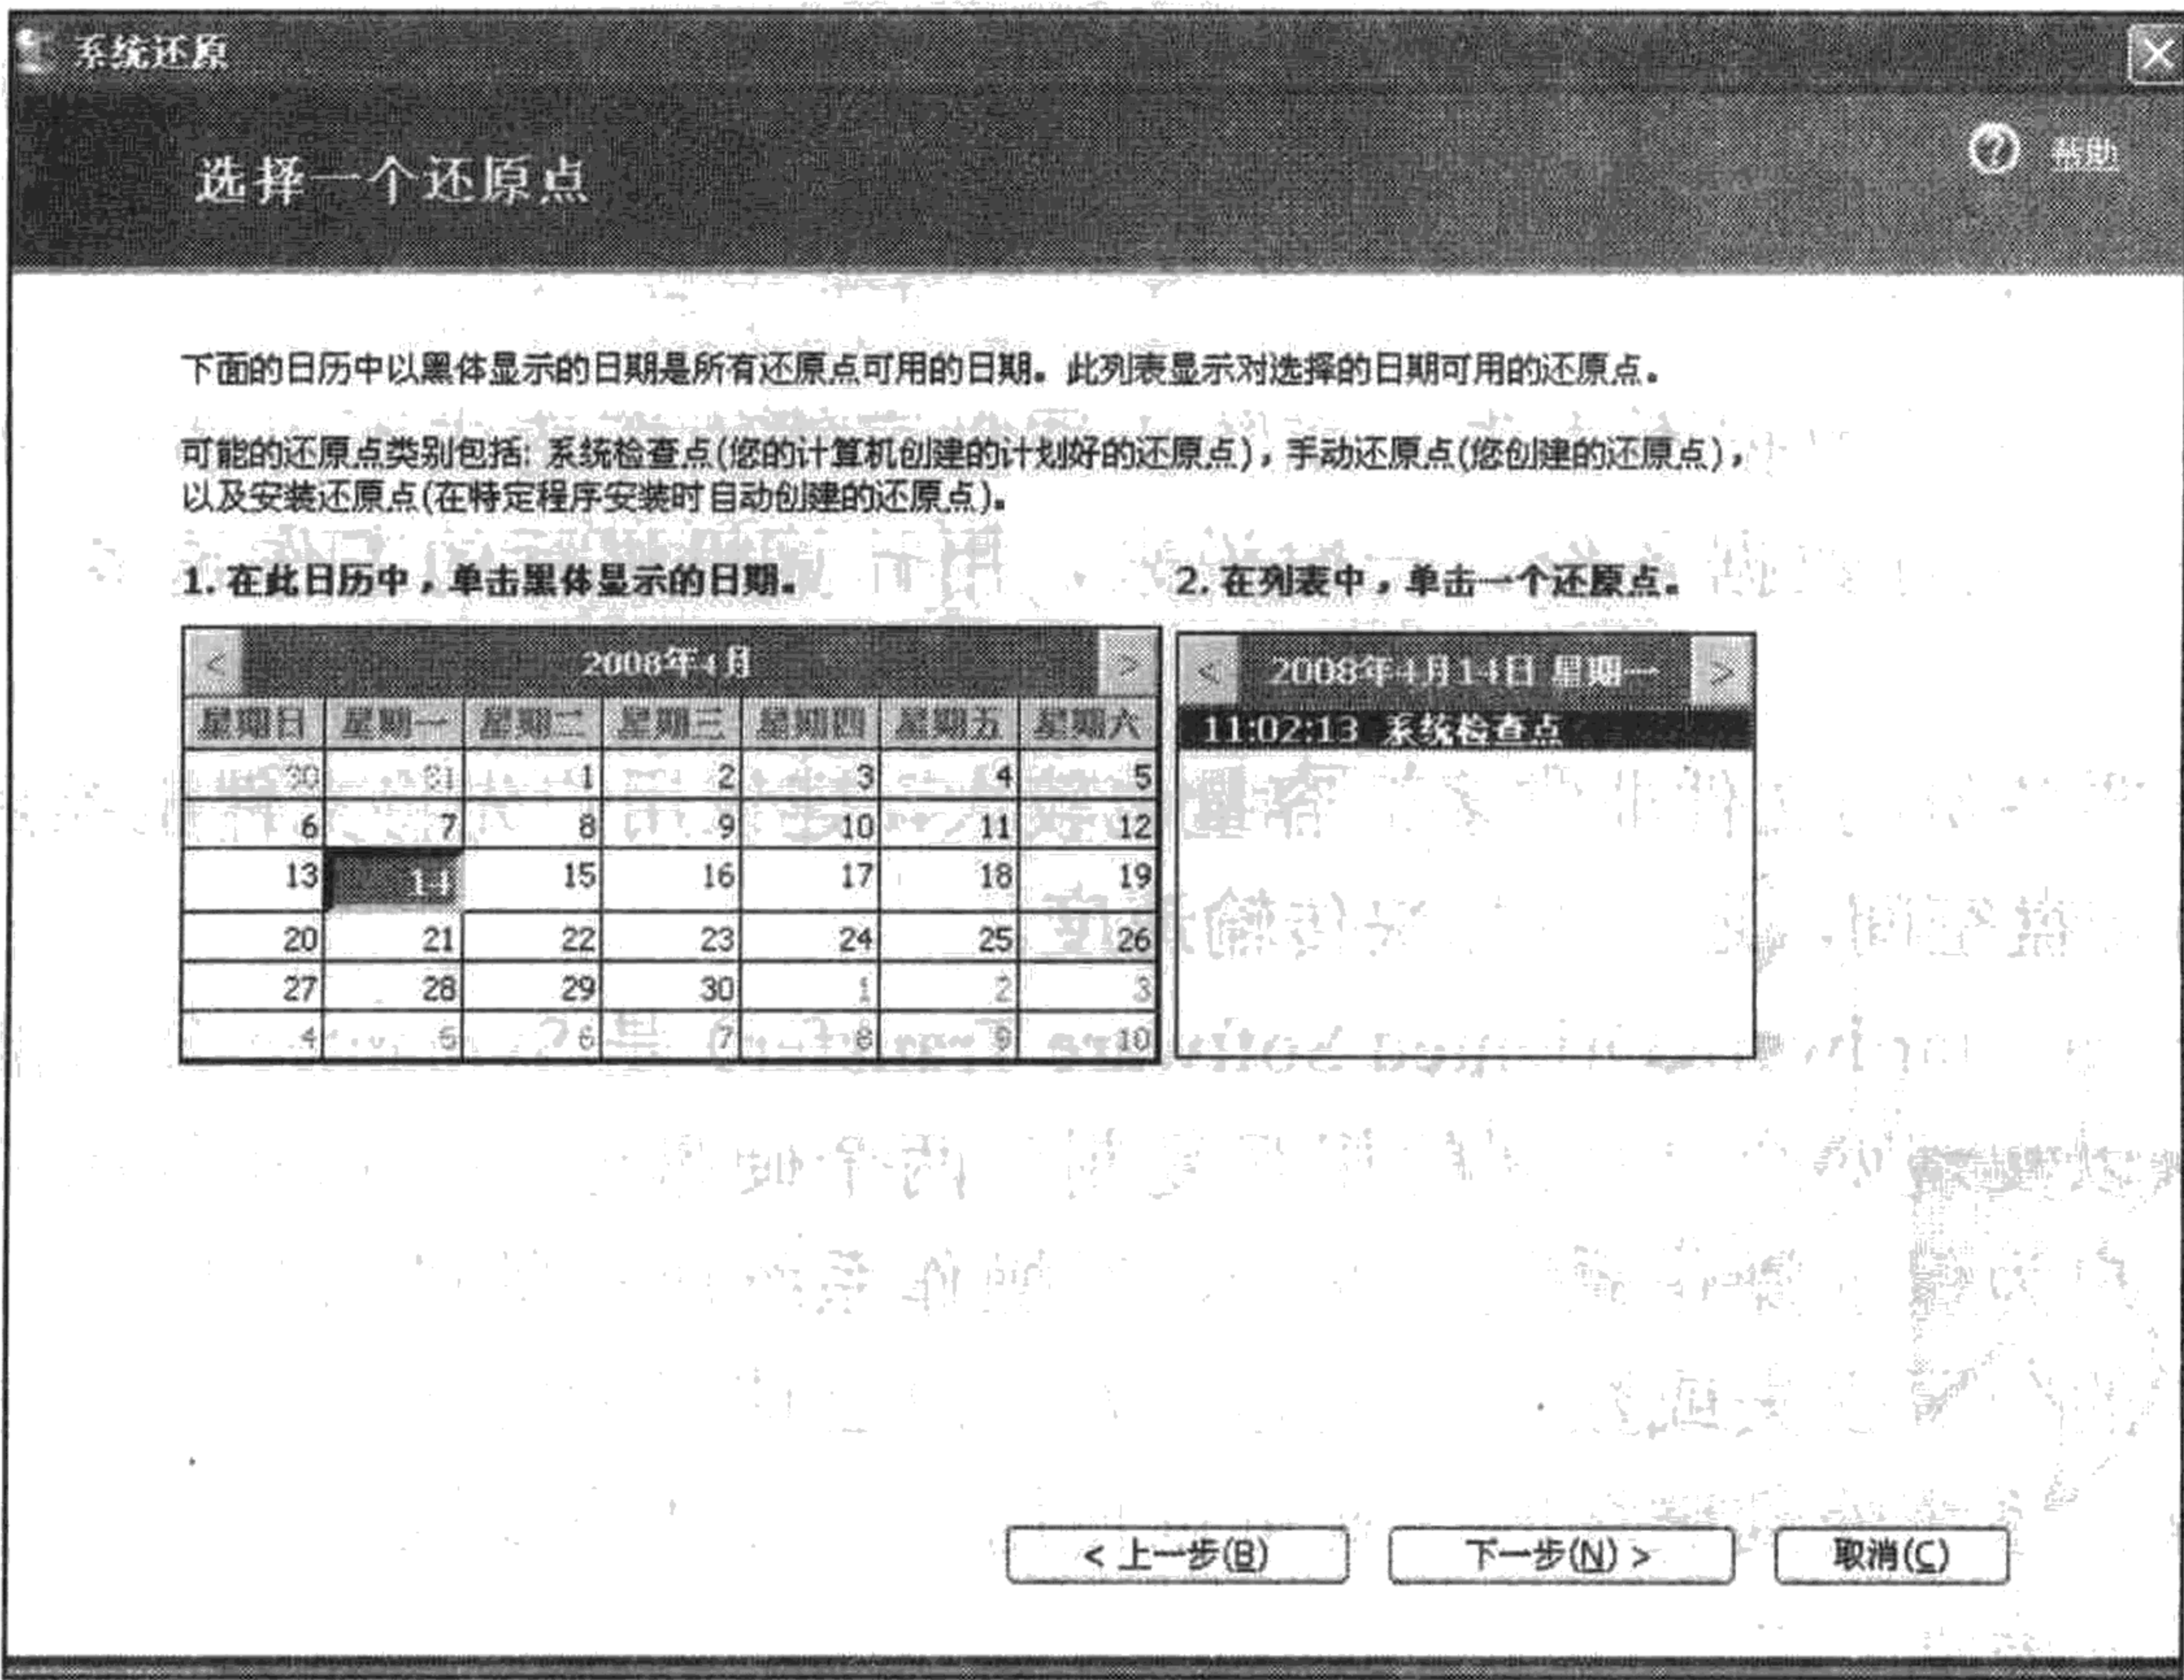 系统还原
帮助
选择一个还原点
下面的日历中以黑体显示的日期是所有还原点可用的日期。此列表显示对选择的日期可用的还原点。
可能的还原点类别包括: 系统检查点(您的计算机创建的计划好的还原点)，手动还原点(您创建的还原点)，
以及安装还原点(在特定程序安装时自动创建的还原点)。
1. 在此日历中，单击黑体显示的日期。
2. 在列表中，单击一个还原点。
< 2008年4月 >
星期日 星期一 星期二 星期三 星期四 星期五 星期六
30 31 1 2 3 4 5
6 7 8 9 10 11 12
13 14 15 16 17 18 19
20 21 22 23 24 25 26
27 28 29 30 1 2 3
4 5 6 7 8 9 10
< 2008年4月14日 星期一 >
11:02:13 系统检查点
< 上一步(B)
下一步(N) >
取消(C)